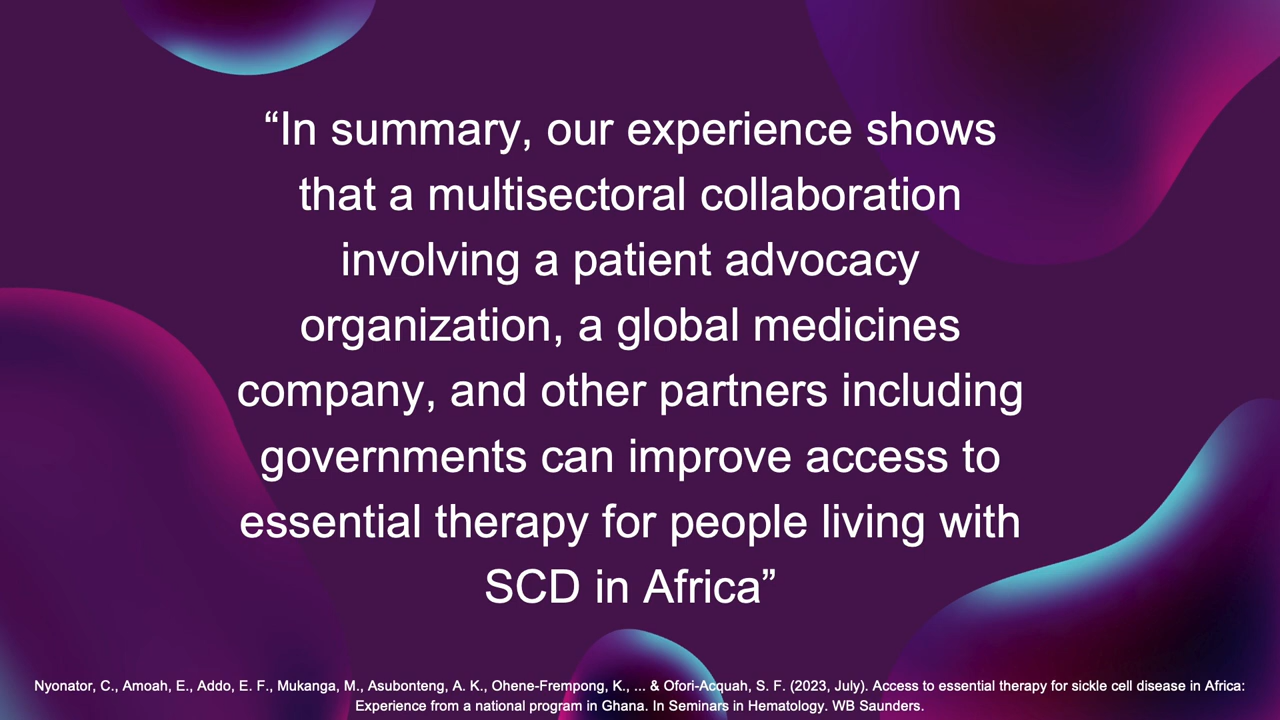 “In summary, our experience shows
that a multisectoral collaboration
involving a patient advocacy
organization, a global medicines
company, and other partners including
governments can improve access to
essential therapy for people living with
SCD in Africa”
Nyonator, C., Amoah, E., Addo, E. F., Mukanga, M., Asubonteng, A. K., Ohene-Frempong, K., ... & Ofori-Acquah, S. F. (2023, July). Access to essential therapy for sickle cell disease in Africa:
Experience from a national program in Ghana. In Seminars in Hematology. WB Saunders.